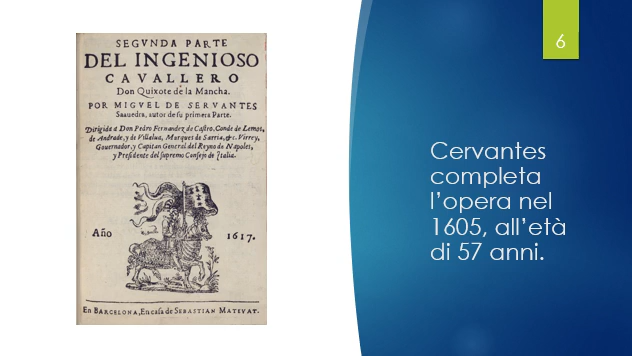 SEGVNDA PARTE
DEL INGENIOSO
CAVALLERO
Don Quixote de la Mancha.
POR MIGVEL DE SERVANTES
Saauedra, autor de su primera Parte.
Dirigida a Don Pedro Fernandez de Castro, Conde de Lemos,
de Andrade, y de Villalua, Marques de Sarria, &c. Virrey,
Gouernador, y Capitan General del Reyno de Napoles,
y Presidente del supremo Consejo de Italia.
Año 1617.
En BARCELONA, En casa de SEBASTIAN MATEVAT.
6
Cervantes
completa
l’opera nel
1605, all’età
di 57 anni.